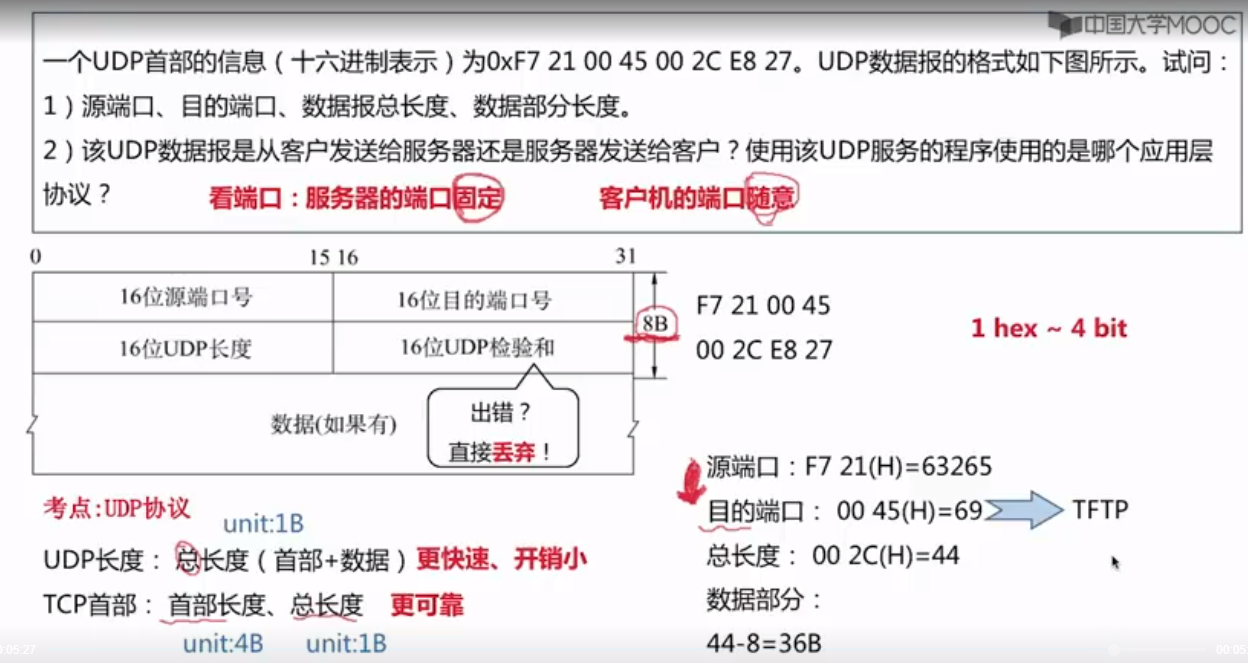 中国大学MOOC
一个UDP首部的信息（十六进制表示）为0xF7 21 00 45 00 2C E8 27。UDP数据报的格式如下图所示。试问：
1）源端口、目的端口、数据报总长度、数据部分长度。
2）该UDP数据报是从客户发送给服务器还是服务器发送给客户？使用该UDP服务的程序使用的是哪个应用层
协议？ 看端口：服务器的端口固定 客户机的端口随意
0 15 16 31
16位源端口号 16位目的端口号
16位UDP长度 16位UDP检验和
8B
数据(如果有)
出错？
直接丢弃！
F7 21 00 45
00 2C E8 27
1 hex ~ 4 bit
考点:UDP协议
unit:1B
UDP长度：总长度（首部+数据）更快速、开销小
TCP首部：首部长度、总长度 更可靠
unit:4B unit:1B
源端口：F7 21(H)=63265
目的端口： 00 45(H)=69 TFTP
总长度： 00 2C(H)=44
数据部分：
44-8=36B
:05:27
00:05